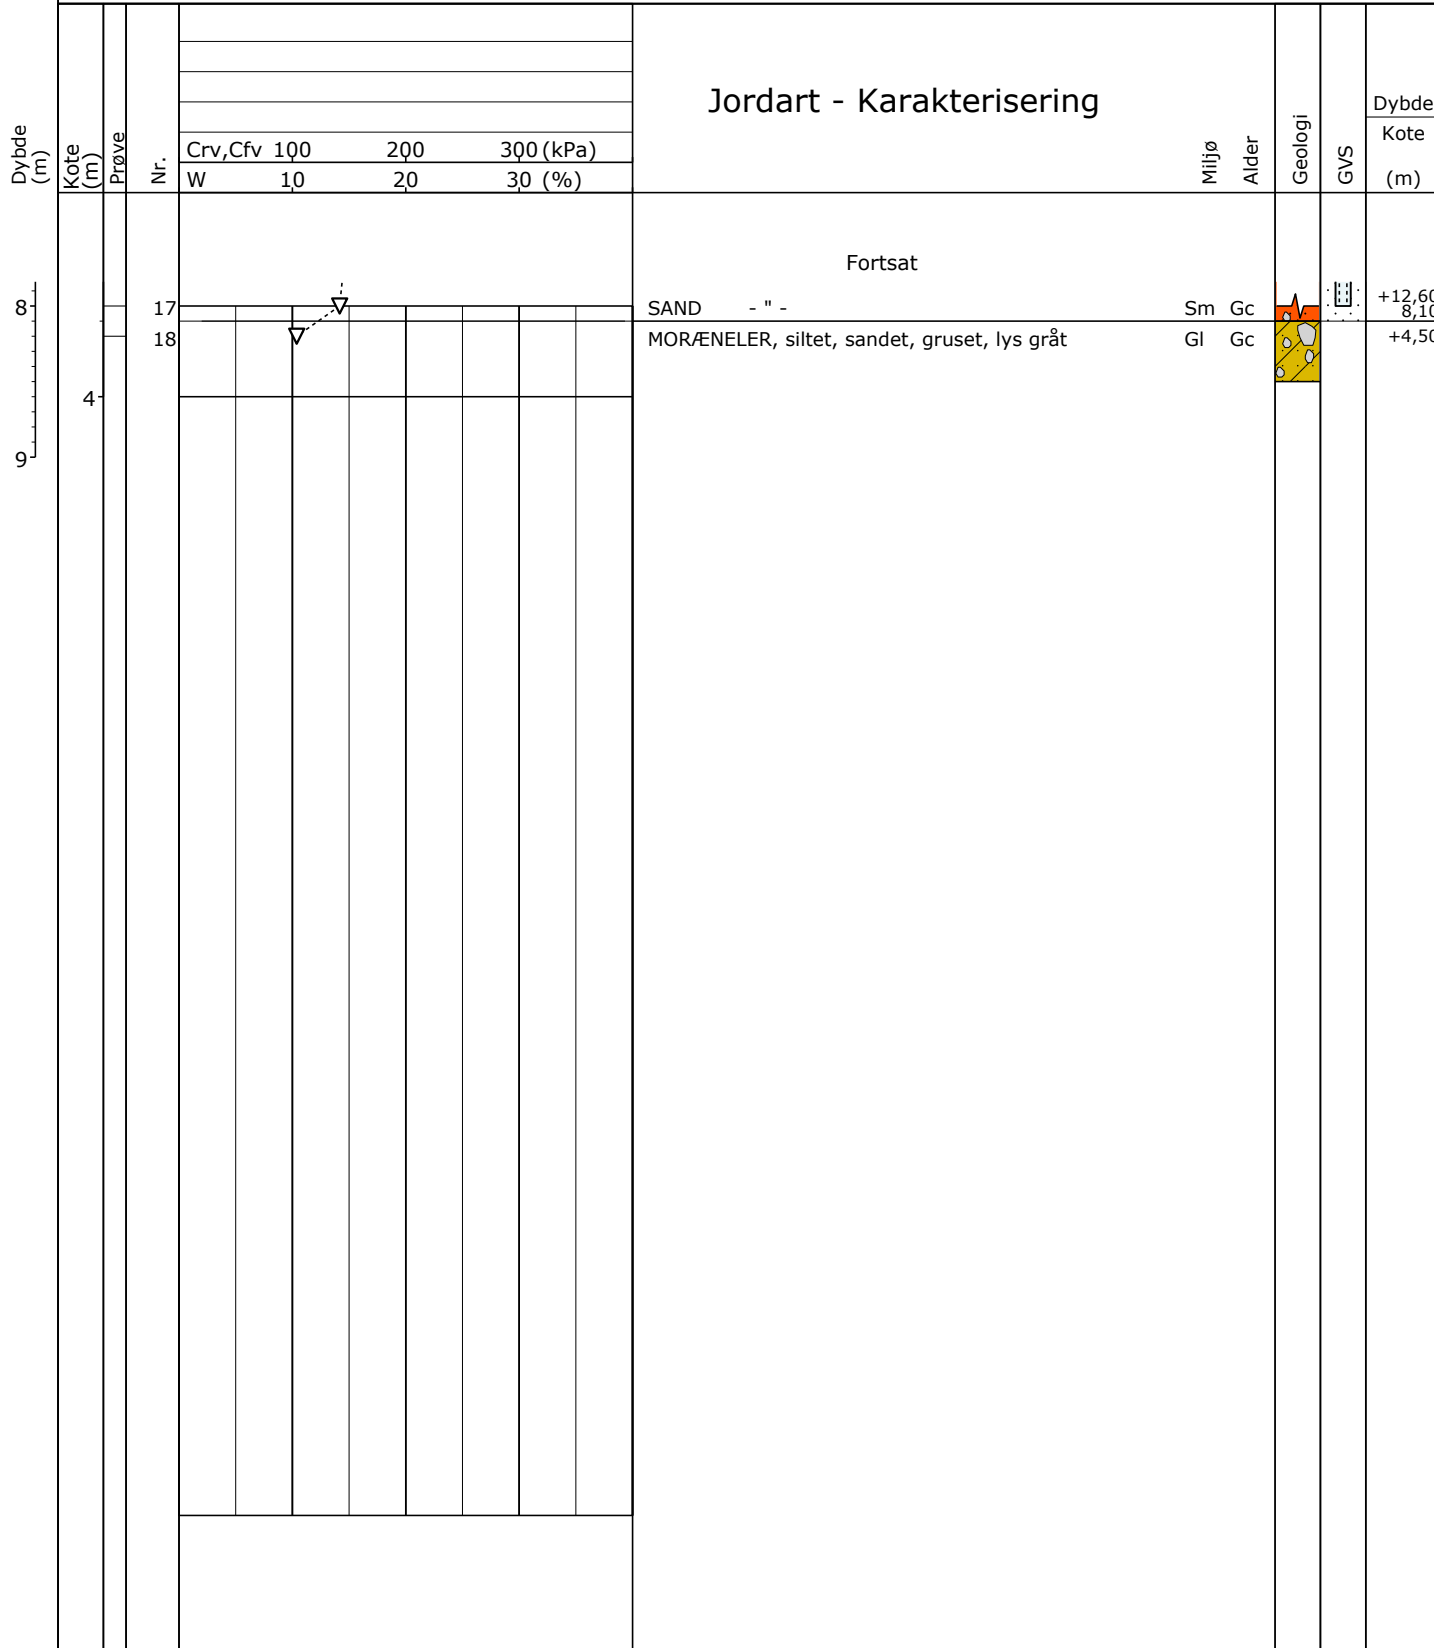 Jordart - Karakterisering
Dybde (m)
Kote (m)
Prøve
Nr.
Crv,Cfv 100 200 300 (kPa)
W 10 20 30 (%)
Miljø
Alder
Geologi
GVS
Dybde
Kote
(m)
Fortsat
8
17
SAND - " - Sm Gc
+12,60
8,10
18
MORÆNELER, siltet, sandet, gruset, lys gråt Gl Gc
+4,50
4
9